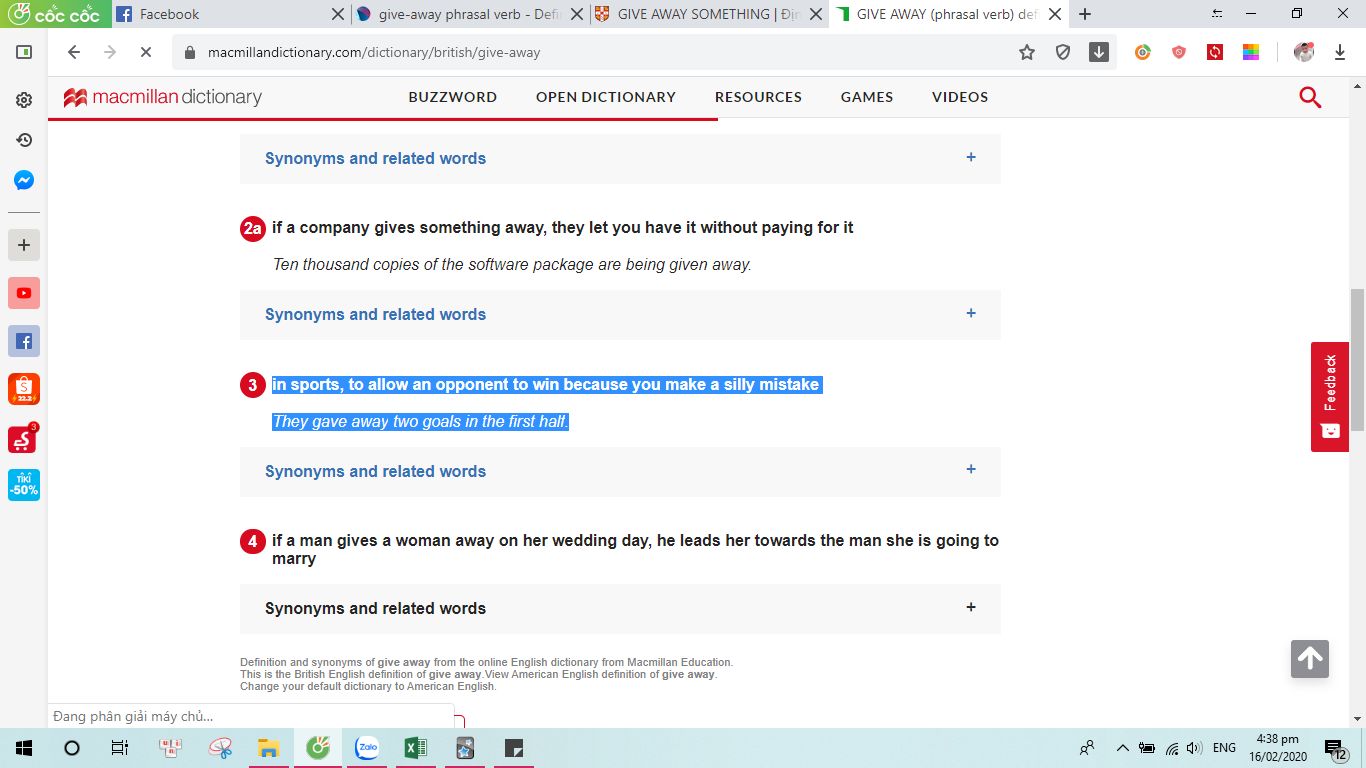 cốc cốc
Facebook
give-away phrasal verb - Defi
GIVE AWAY SOMETHING | Địn
GIVE AWAY (phrasal verb) def
macmillandictionary.com/dictionary/british/give-away
macmillan dictionary
BUZZWORD
OPEN DICTIONARY
RESOURCES
GAMES
VIDEOS
Synonyms and related words
+
2a
if a company gives something away, they let you have it without paying for it
Ten thousand copies of the software package are being given away.
Synonyms and related words
+
3
in sports, to allow an opponent to win because you make a silly mistake
They gave away two goals in the first half.
Synonyms and related words
+
4
if a man gives a woman away on her wedding day, he leads her towards the man she is going to
marry
Synonyms and related words
+
Definition and synonyms of give away from the online English dictionary from Macmillan Education.
This is the British English definition of give away.View American English definition of give away.
Change your default dictionary to American English.
Feedback
22.2
3
TIKI
-50%
Đang phân giải máy chủ...
Zalo
ENG
4:38 pm
16/02/2020
12